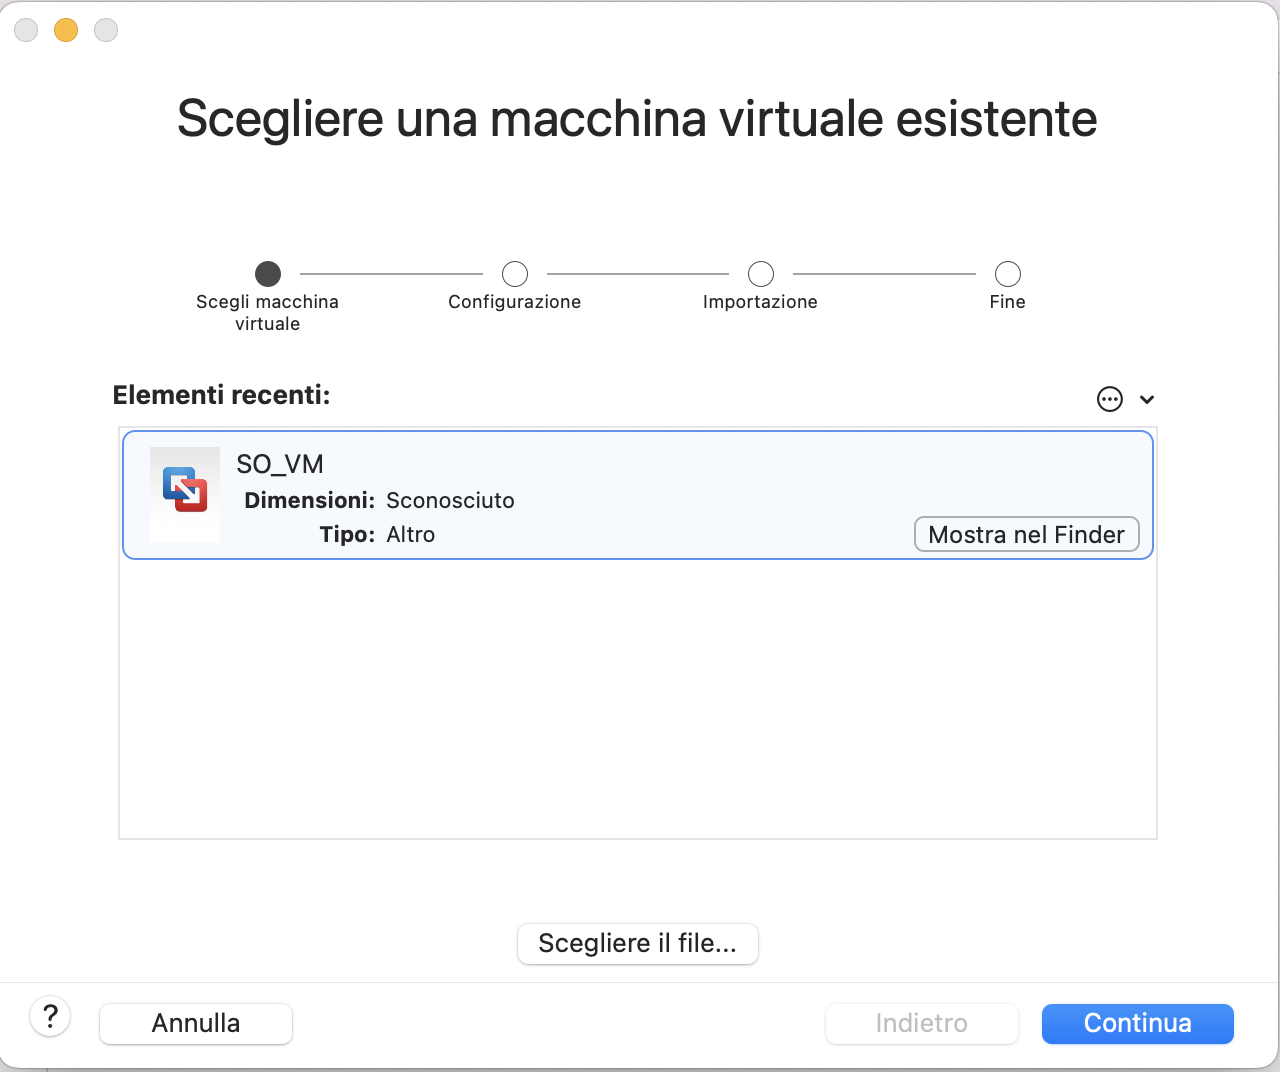 Scegliere una macchina virtuale esistente
Scegli macchina
virtuale
Configurazione
Importazione
Fine
Elementi recenti:
SO_VM
Dimensioni: Sconosciuto
Tipo: Altro
Mostra nel Finder
Scegliere il file...
?
Annulla
Indietro
Continua